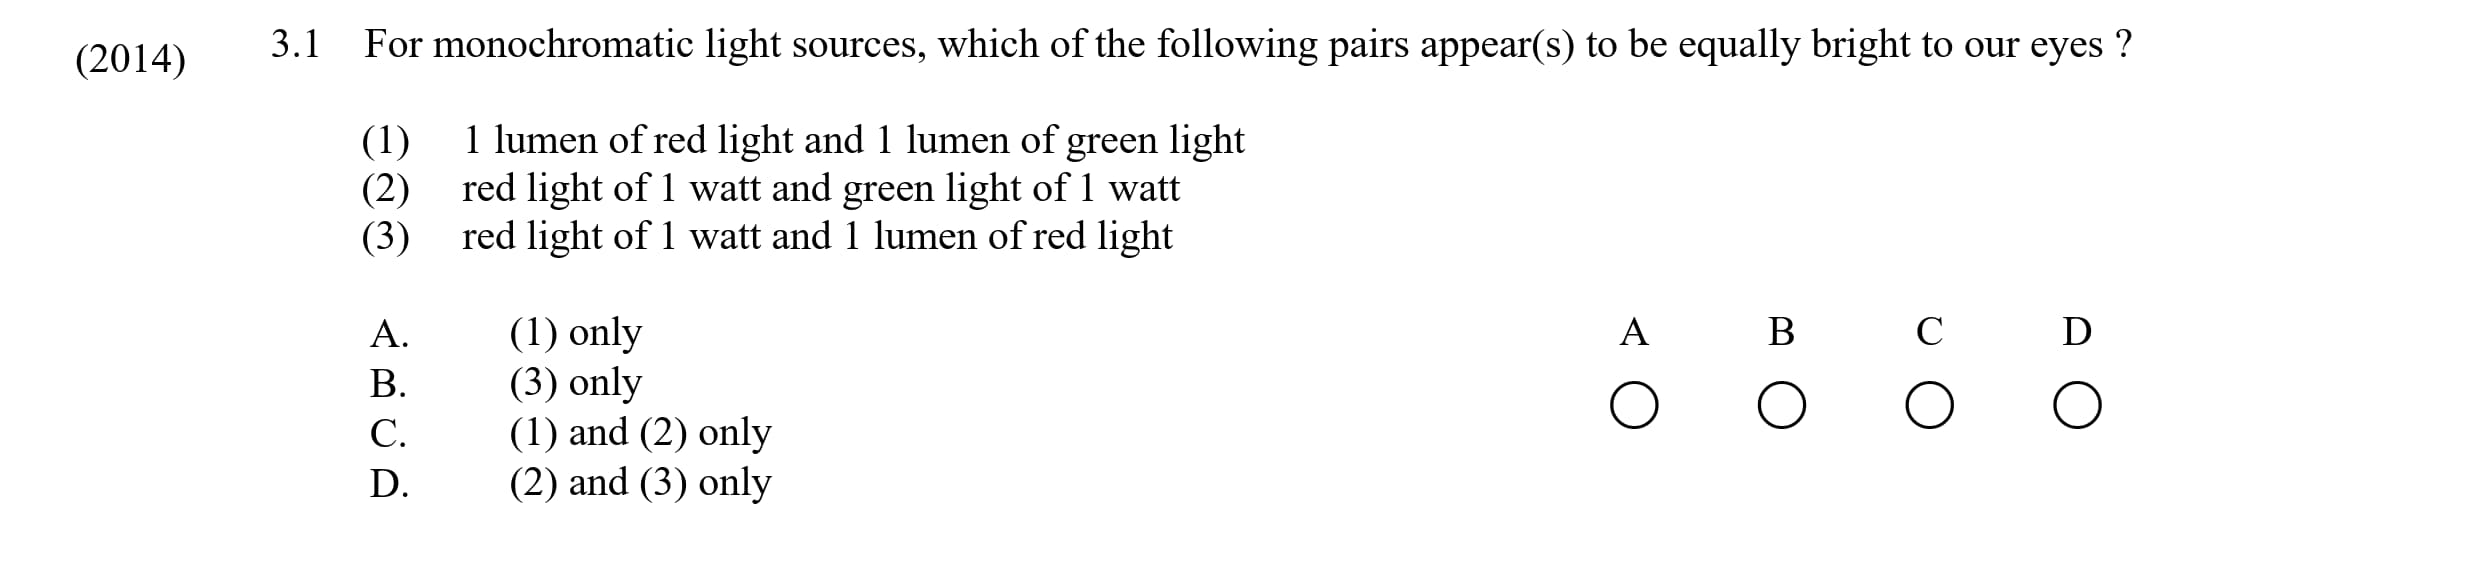 (2014) 3.1 For monochromatic light sources, which of the following pairs appear(s) to be equally bright to our eyes ?
(1) 1 lumen of red light and 1 lumen of green light
(2) red light of 1 watt and green light of 1 watt
(3) red light of 1 watt and 1 lumen of red light
A. (1) only
B. (3) only
C. (1) and (2) only
D. (2) and (3) only
A B C D